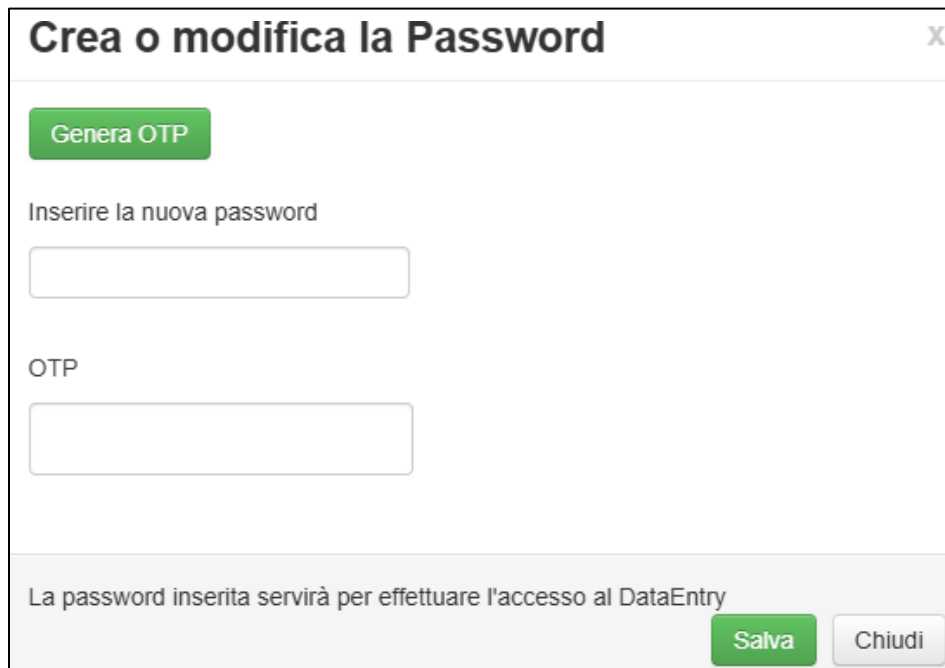 Crea o modifica la Password
x
Genera OTP
Inserire la nuova password
OTP
La password inserita servirà per effettuare l'accesso al DataEntry
Salva
Chiudi